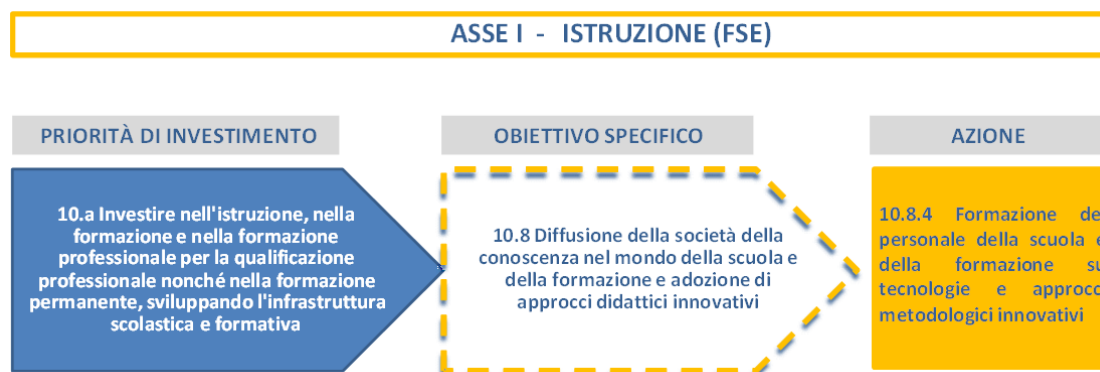 ASSE I - ISTRUZIONE (FSE)
PRIORITÀ DI INVESTIMENTO
OBIETTIVO SPECIFICO
AZIONE
10.a Investire nell'istruzione, nella
formazione e nella formazione
professionale per la qualificazione
professionale nonché nella formazione
permanente, sviluppando l'infrastruttura
scolastica e formativa
10.8 Diffusione della società della
conoscenza nel mondo della scuola e
della formazione e adozione di
approcci didattici innovativi
10.8.4 Formazione de
personale della scuola e
della formazione su
tecnologie e approcc
metodologici innovativi